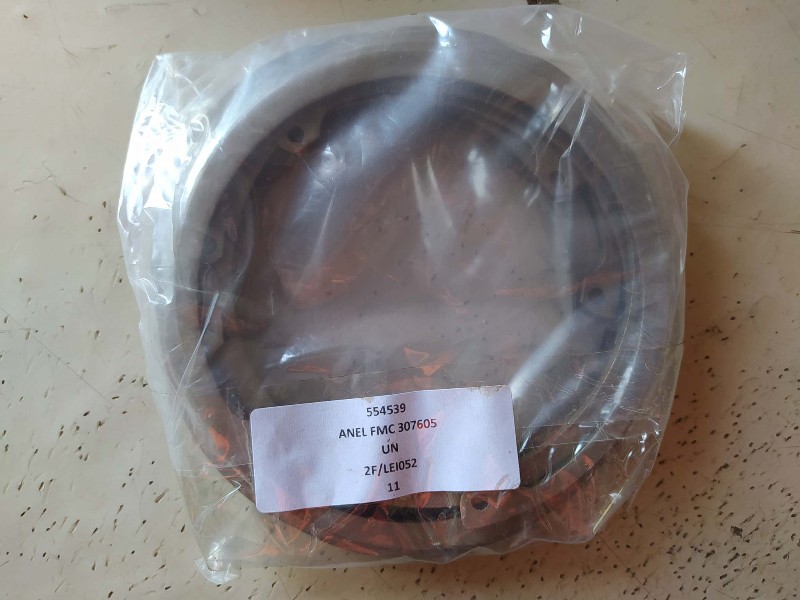 554539
ANEL FMC 307605
UN
2F/LEI052
11